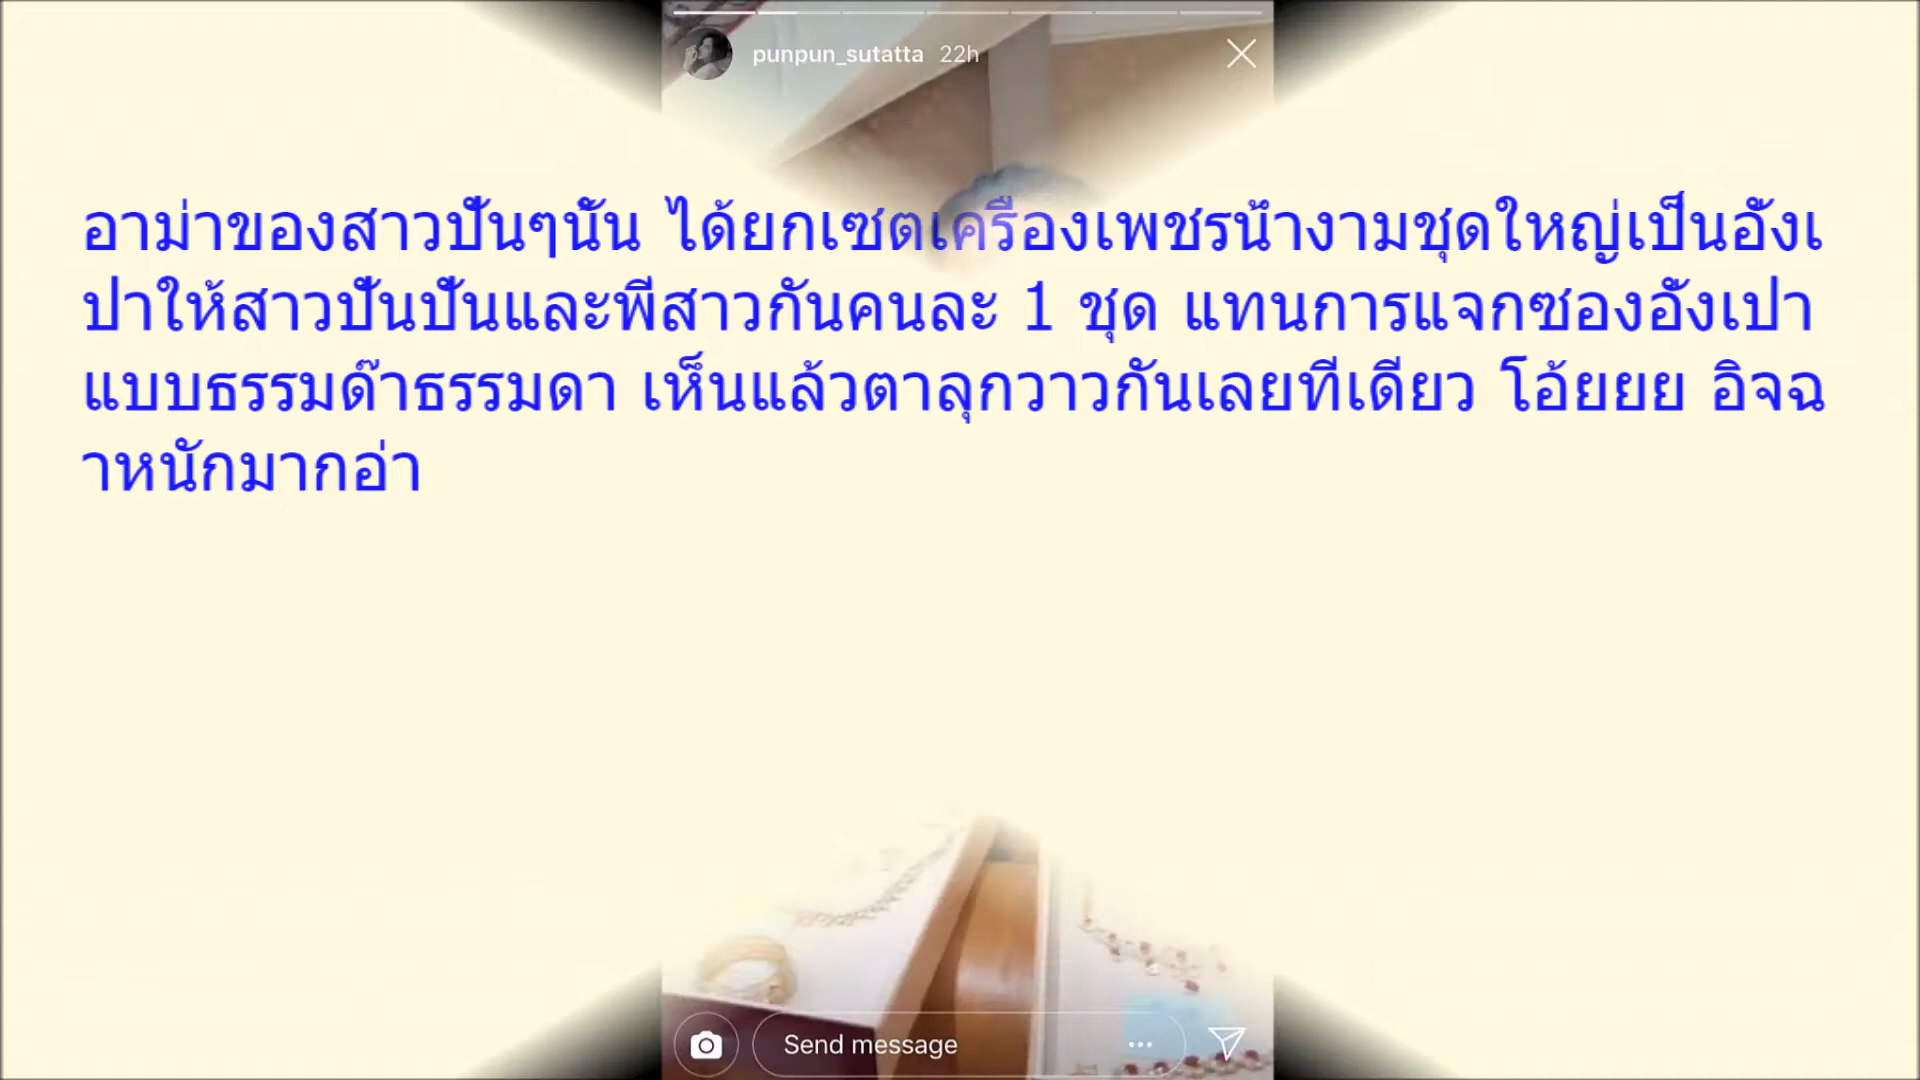 punpun_sutatta 22h
อาม่าของสาวปันๆนั้น ได้ยกเซตเครื่องเพชรน้ำงามชุดใหญ่เป็นอั่งเ
ปาให้สาวปันปันและพี่สาวกันคนละ 1 ชุด แทนการแจกซองอั่งเปา
แบบธรรมด๊าธรรมดา เห็นแล้วตาลุกวาวกันเลยทีเดียว โอ้ยยย อิจฉ
าหนักมากอ่า
Send message